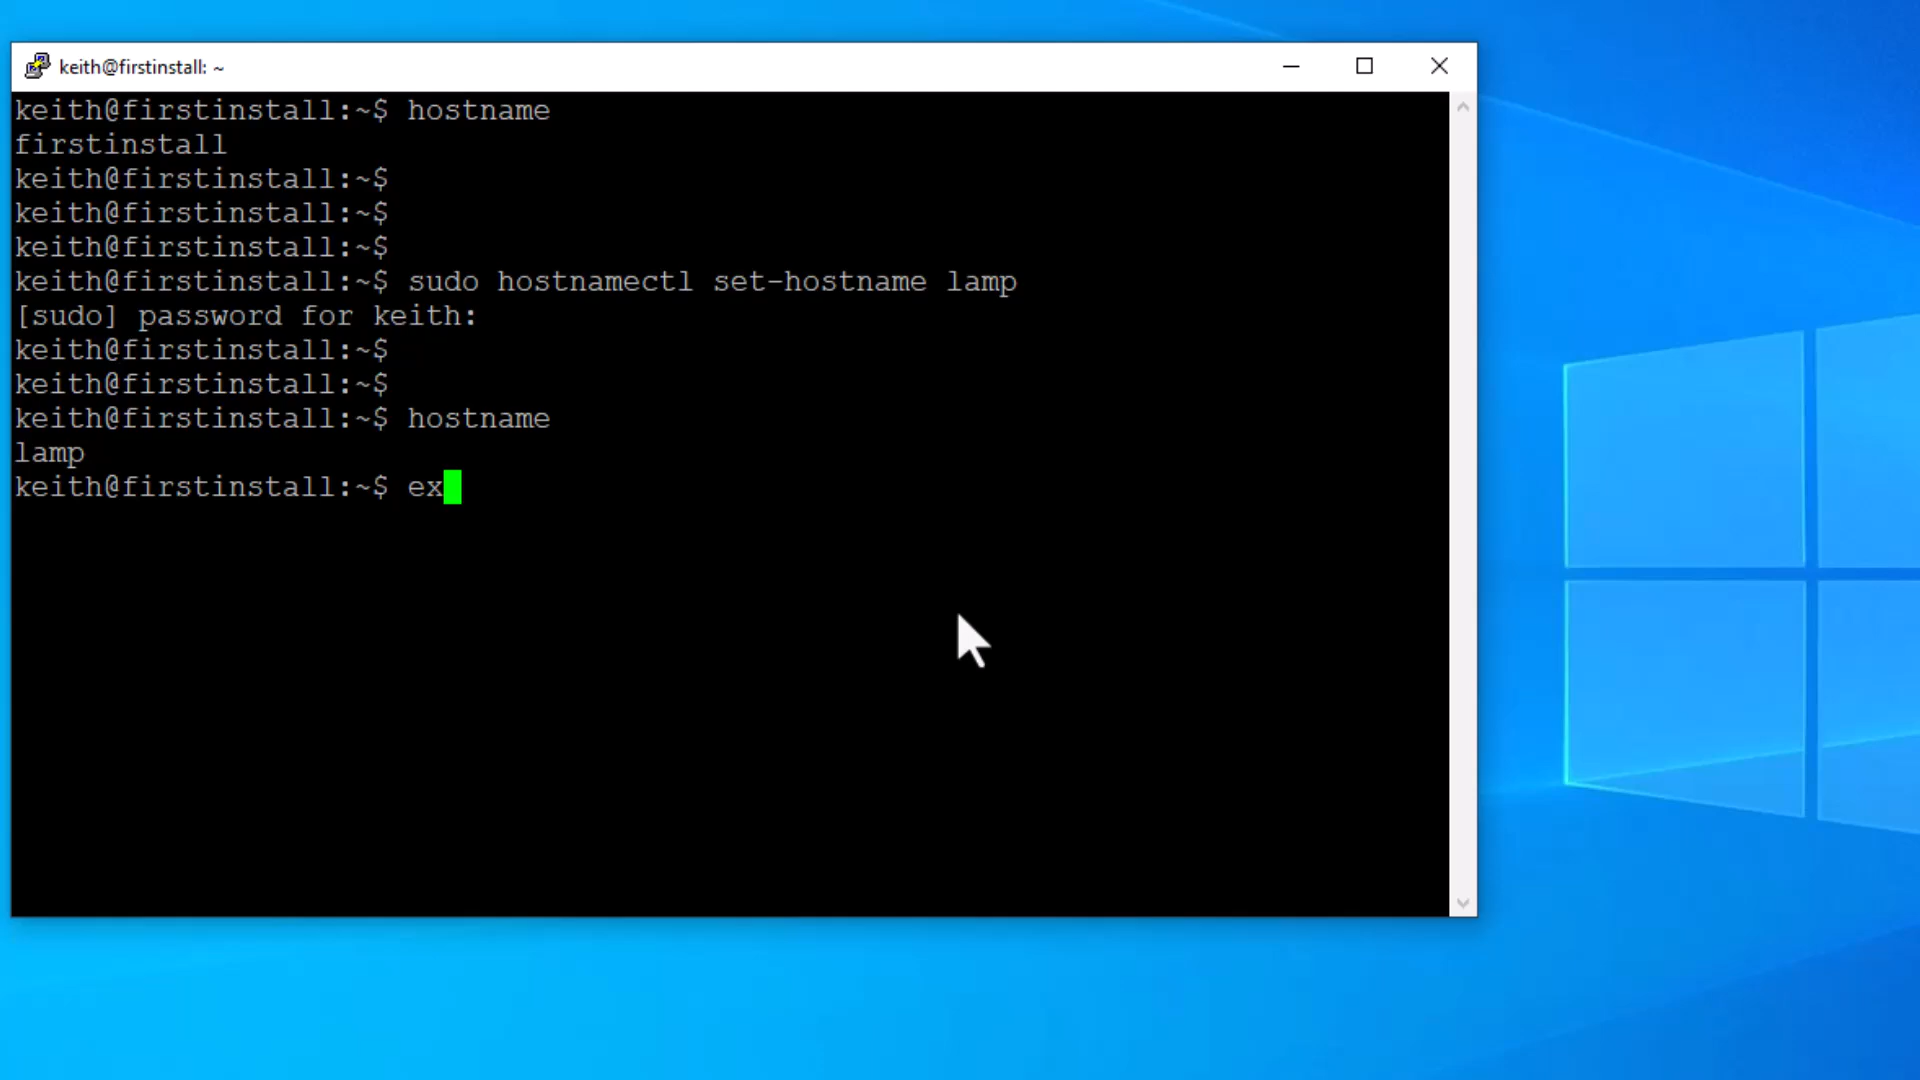 keith@firstinstall: ~
keith@firstinstall:~$ hostname
firstinstall
keith@firstinstall:~$
keith@firstinstall:~$
keith@firstinstall:~$
keith@firstinstall:~$ sudo hostnamectl set-hostname lamp
[sudo] password for keith:
keith@firstinstall:~$
keith@firstinstall:~$
keith@firstinstall:~$ hostname
lamp
keith@firstinstall:~$ ex